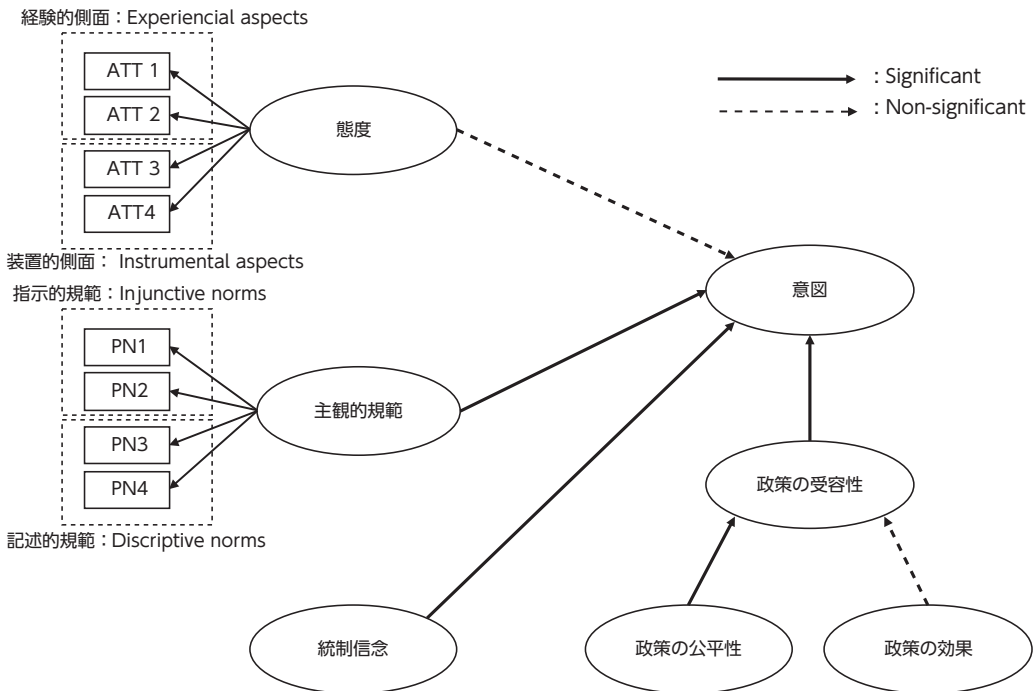 経験的側面：Experiencial aspects
ATT 1
ATT 2
ATT 3
ATT4
装置的側面： Instrumental aspects
態度
: Significant
: Non-significant
指示的規範：Injunctive norms
PN1
PN2
PN3
PN4
記述的規範：Discriptive norms
主観的規範
意図
政策の受容性
統制信念
政策の公平性
政策の効果